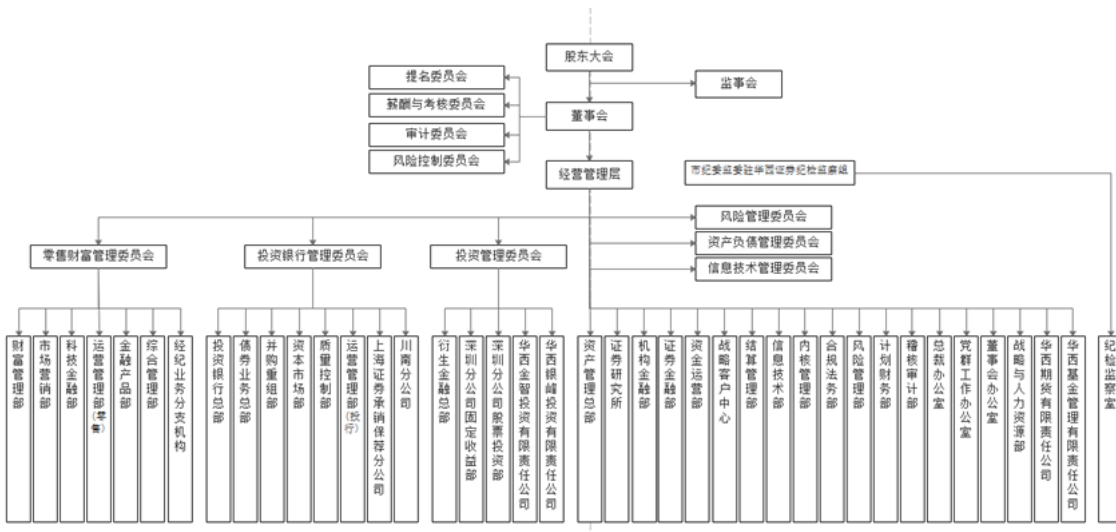 股东大会
提名委员会
监事会
薪酬与考核委员会
董事会
审计委员会
风险控制委员会
经营管理层
市纪委监委驻华西证券纪检监察组
风险管理委员会
资产负债管理委员会
信息技术管理委员会
零售财富管理委员会
投资银行管理委员会
投资管理委员会
财富管理部
市场营销部
科技金融部
运营管理部(零售)
金融产品部
综合管理部
经纪业务分支机构
投资银行总部
债券业务总部
并购重组部
资本市场部
质量控制部
运营管理部(投行)
上海证券承销保荐分公司
川南分公司
衍生金融总部
深圳分公司固定收益部
深圳分公司股票投资部
华西金智投资有限责任公司
华西银峰投资有限责任公司
资产管理总部
证券研究所
机构金融部
证券金融部
资金运营部
战略客户中心
结算管理部
信息技术部
内核管理部
合规法务部
风险管理部
计划财务部
稽核审计部
总裁办公室
党群工作办公室
董事会办公室
战略与人力资源部
华西期货有限责任公司
华西基金管理有限责任公司
纪检监察室